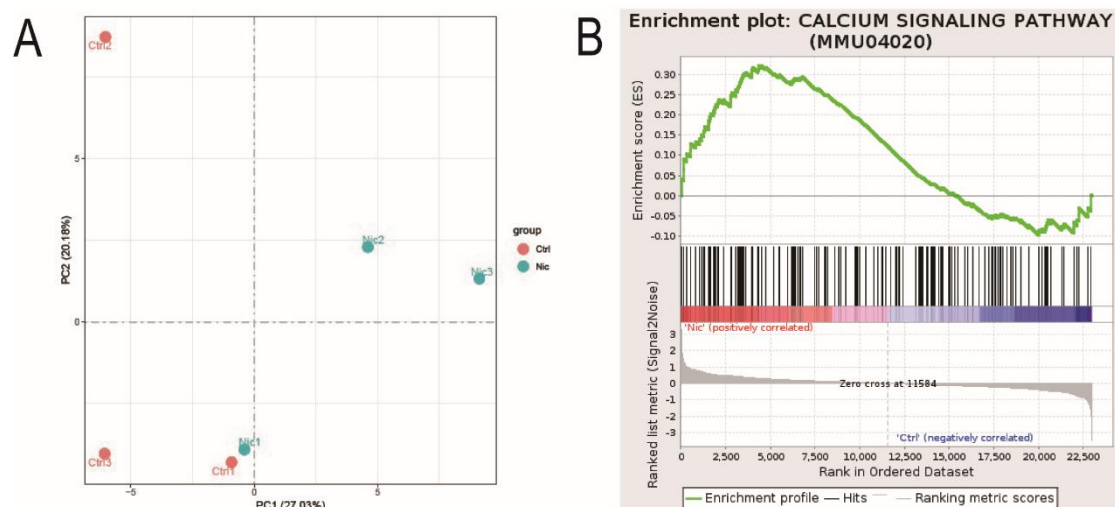 A
Ctrl2
5
0
PC2 (20.18%)
Nic2
Nic3
Nic1
Ctrl3
Ctrl1
−5
0
5
PC1 (27.03%)
group
Ctrl
Nic
B
Enrichment plot: CALCIUM SIGNALING PATHWAY
(MMU04020)
Enrichment score (ES)
0.30
0.25
0.20
0.15
0.10
0.05
0.00
-0.05
-0.10
'Nic' (positively correlated)
Ranked list metric (Signal2Noise)
3
2
1
0
-1
-2
-3
Zero cross at 11584
'Ctrl' (negatively correlated)
0 2,500 5,000 7,500 10,000 12,500 15,000 17,500 20,000 22,500
Rank in Ordered Dataset
Enrichment profile Hits Ranking metric scores